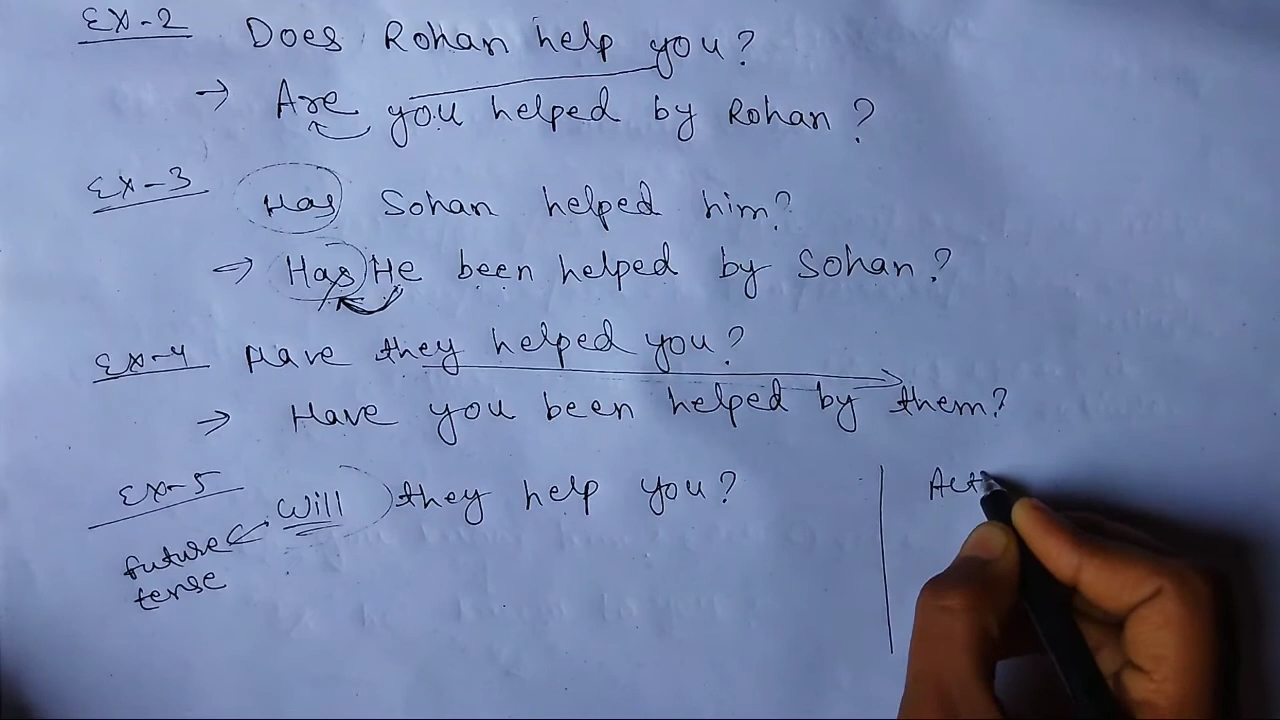 Ex-2 Does Rohan help you?
→ Are you helped by Rohan?
Ex-3 Has Sohan helped him?
→ Has He been helped by Sohan?
Ex-4 Have they helped you?
→ Have you been helped by them?
Ex-5 Will they help you?
future tense
Act